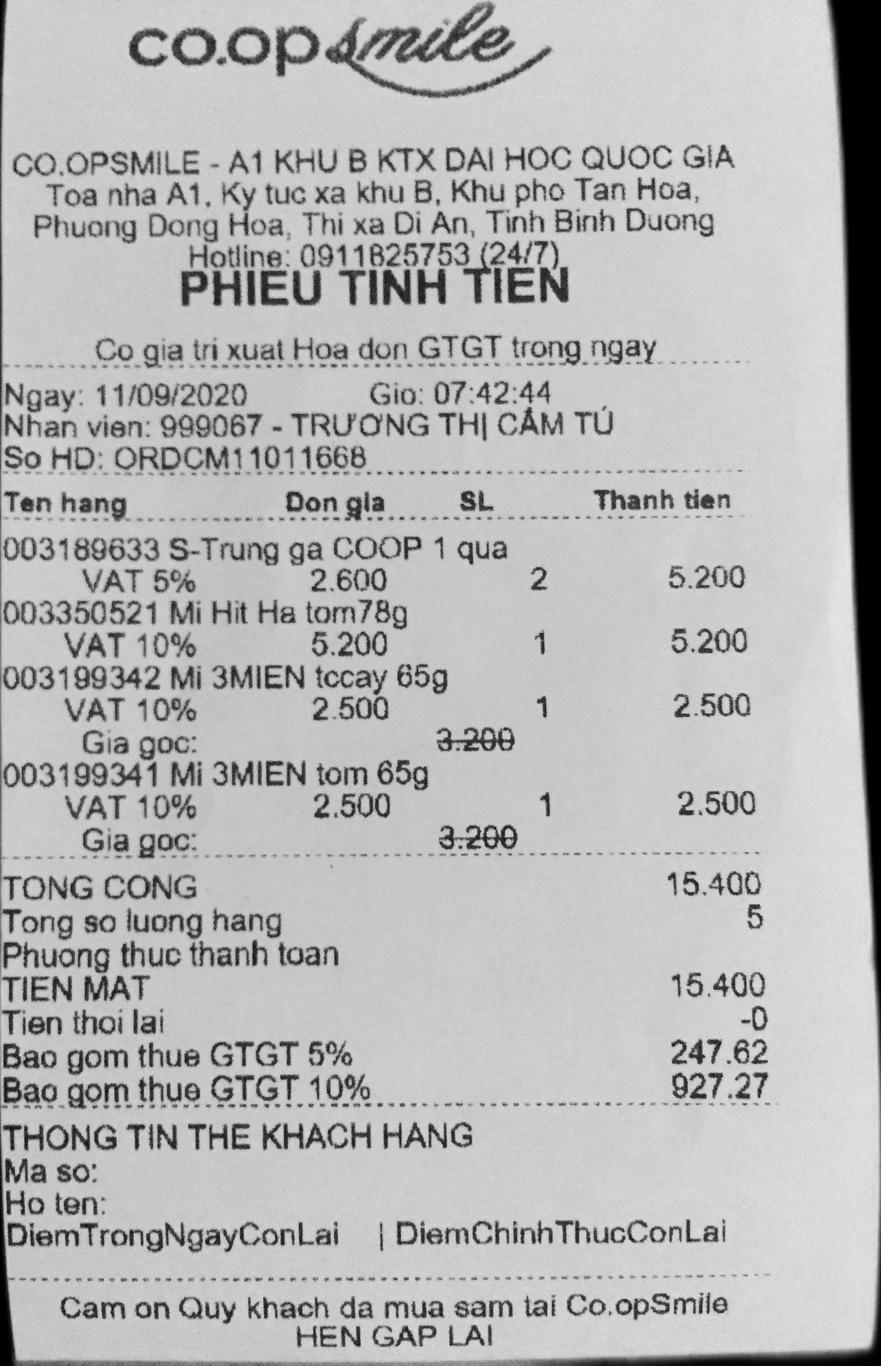 co.op smile
CO.OPSMILE - A1 KHU B KTX DAI HOC QUOC GIA
Toa nha A1, Ky tuc xa khu B, Khu pho Tan Hoa,
Phuong Dong Hoa, Thi xa Di An, Tinh Binh Duong
Hotline: 0911825753 (24/7)
PHIEU TINH TIEN
Co gia tri xuat Hoa don GTGT trong ngay
Ngay: 11/09/2020 Gio: 07:42:44
Nhan vien: 999067 - TRƯƠNG THỊ CẨM TÚ
So HD: ORDCM11011668
Ten hang Don gia SL Thanh tien
003189633 S-Trung ga COOP 1 qua
VAT 5% 2.600 2 5.200
003350521 Mi Hit Ha tom78g
VAT 10% 5.200 1 5.200
003199342 Mi 3MIEN tccay 65g
VAT 10% 2.500 1 2.500
Gia goc: 3.200
003199341 Mi 3MIEN tom 65g
VAT 10% 2.500 1 2.500
Gia goc: 3.200
TONG CONG 15.400
Tong so luong hang 5
Phuong thuc thanh toan
TIEN MAT 15.400
Tien thoi lai -0
Bao gom thue GTGT 5% 247.62
Bao gom thue GTGT 10% 927.27
THONG TIN THE KHACH HANG
Ma so:
Ho ten:
DiemTrongNgayConLai | DiemChinhThucConLai
Cam on Quy khach da mua sam tai Co.opSmile
HEN GAP LAI